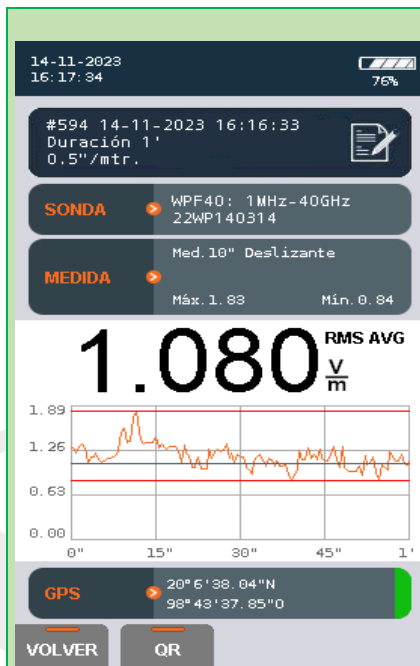 14-11-2023
16:17:34
76%
#594 14-11-2023 16:16:33
Duración 1'
0.5"/mtr.
SONDA
WPF40: 1MHz-40GHz
22WP140314
MEDIDA
Med.10" Deslizante
Máx.1.83 Mín.0.84
1.080 RMS AVG
V/m
1.89
1.26
0.63
0.00
0" 15" 30" 45" 1'
GPS
20°6'38.04"N
98°43'37.85"O
VOLVER QR